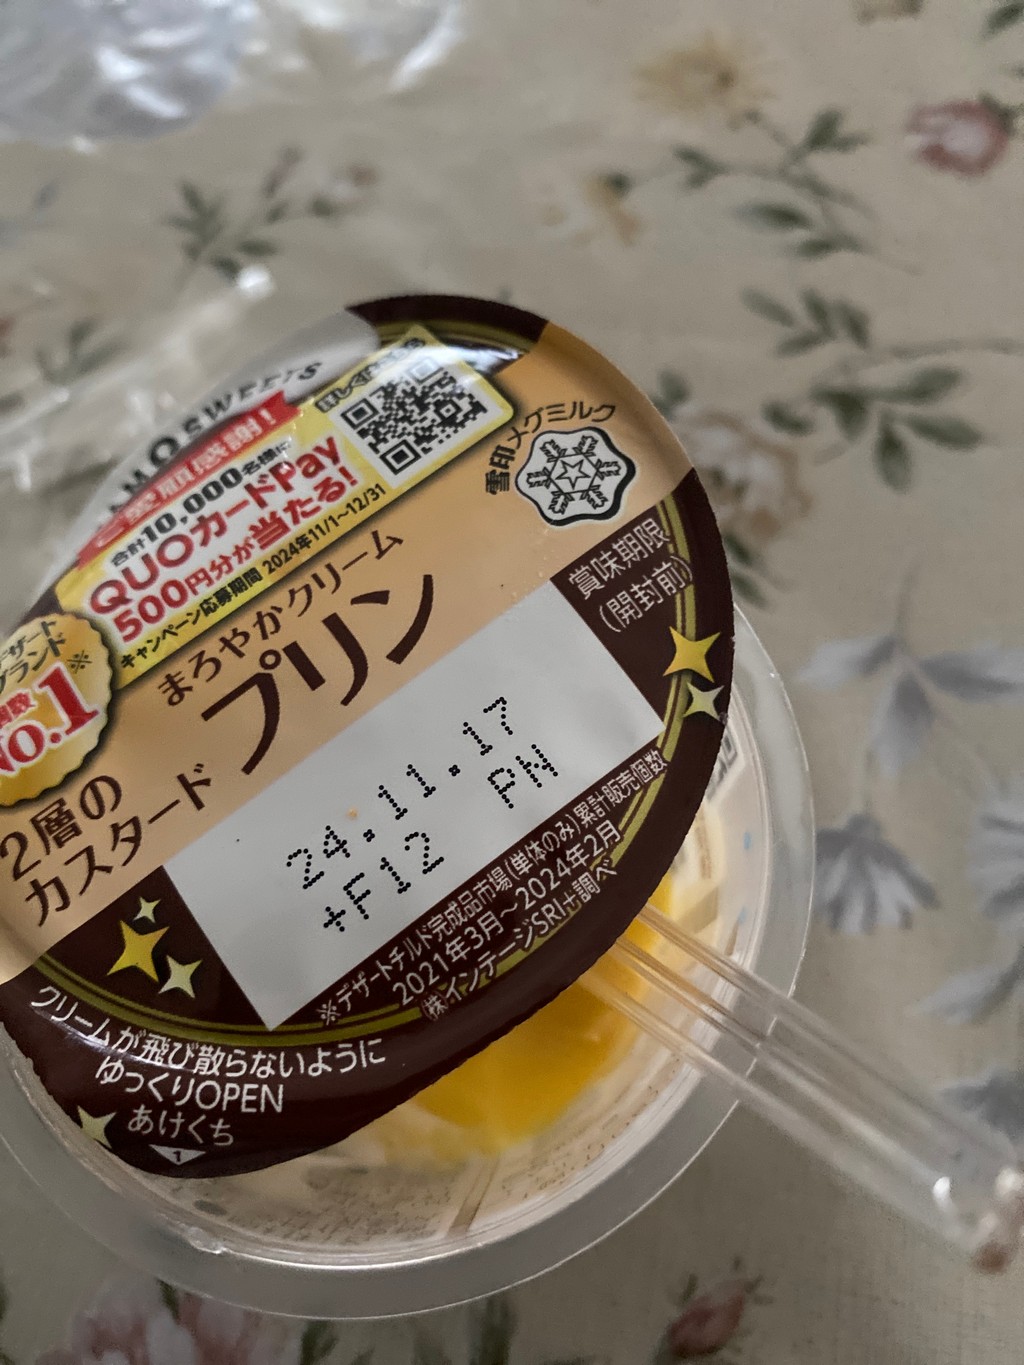 SWEETS
ご愛顧感謝!
詳しくは
合計10,000名様に
QUOカードPay
500円分が当たる!
キャンペーン応募期間 2024年11/1~12/31
雪印メグミルク
デザート
ブランド※
個数
No.1
まろやかクリーム
プリン
2層の
カスタード
賞味期限
(開封前)
24.11.17
+F12 PN
※デザートチルド完成品市場(単体のみ)累計販売個数
2021年3月~2024年2月
(株)インテージSRI+調べ
クリームが飛び散らないように
ゆっくりOPEN
あけくち
1